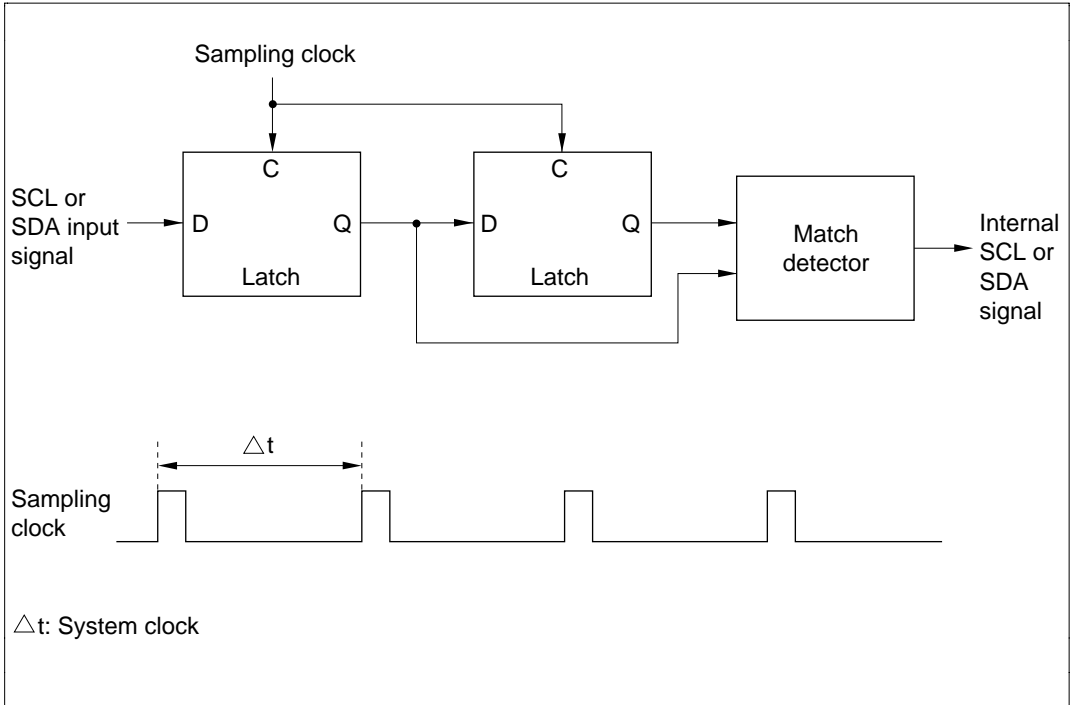 Sampling clock
SCL or
SDA input
signal
C
D
Q
Latch
C
D
Q
Latch
Match
detector
Internal
SCL or
SDA
signal
△t
Sampling
clock
△t: System clock